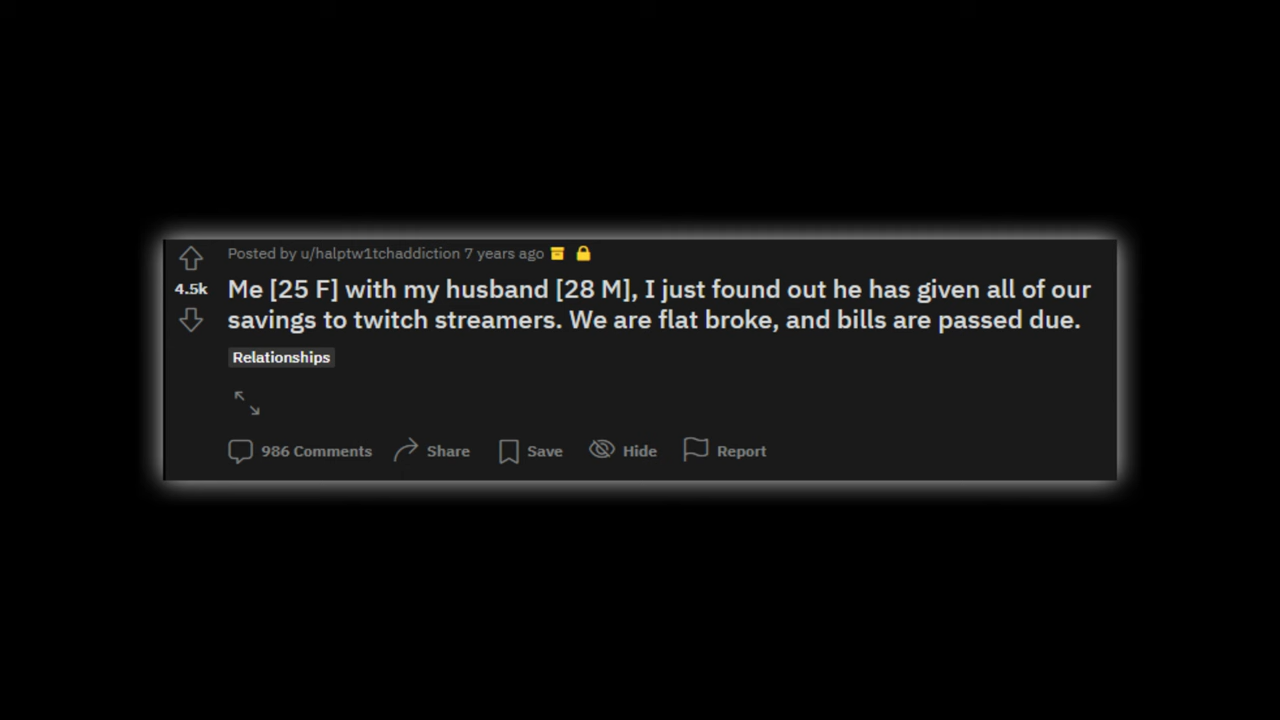 Posted by u/halptw1tchaddiction 7 years ago
4.5k
Me [25 F] with my husband [28 M], I just found out he has given all of our
savings to twitch streamers. We are flat broke, and bills are passed due.
Relationships
986 Comments Share Save Hide Report